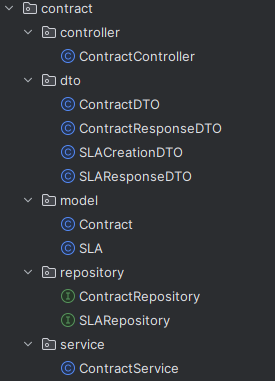 contract
controller
C ContractController
dto
C ContractDTO
C ContractResponseDTO
C SLACreationDTO
C SLAResponseDTO
model
C Contract
C SLA
repository
I ContractRepository
I SLARepository
service
C ContractService